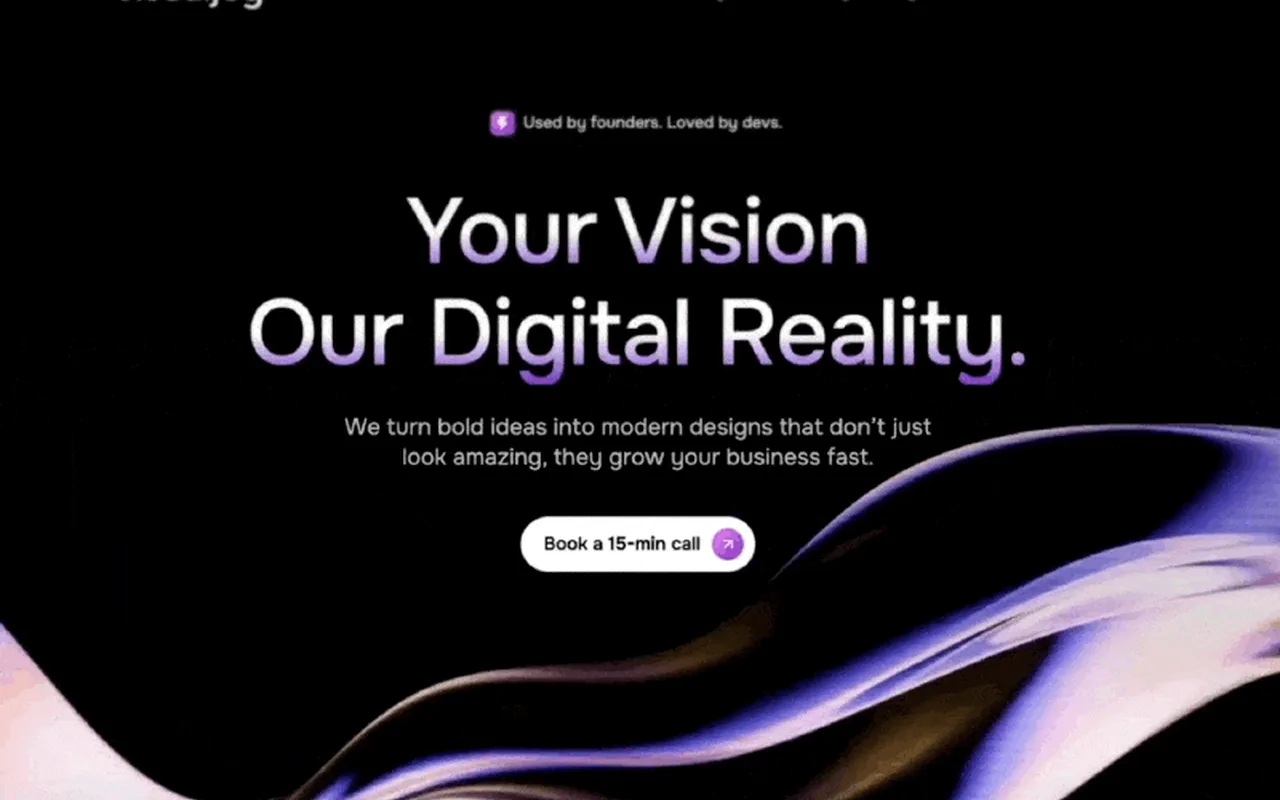 Used by founders. Loved by devs.
Your Vision
Our Digital Reality.
We turn bold ideas into modern designs that don’t just
look amazing, they grow your business fast.
Book a 15-min call